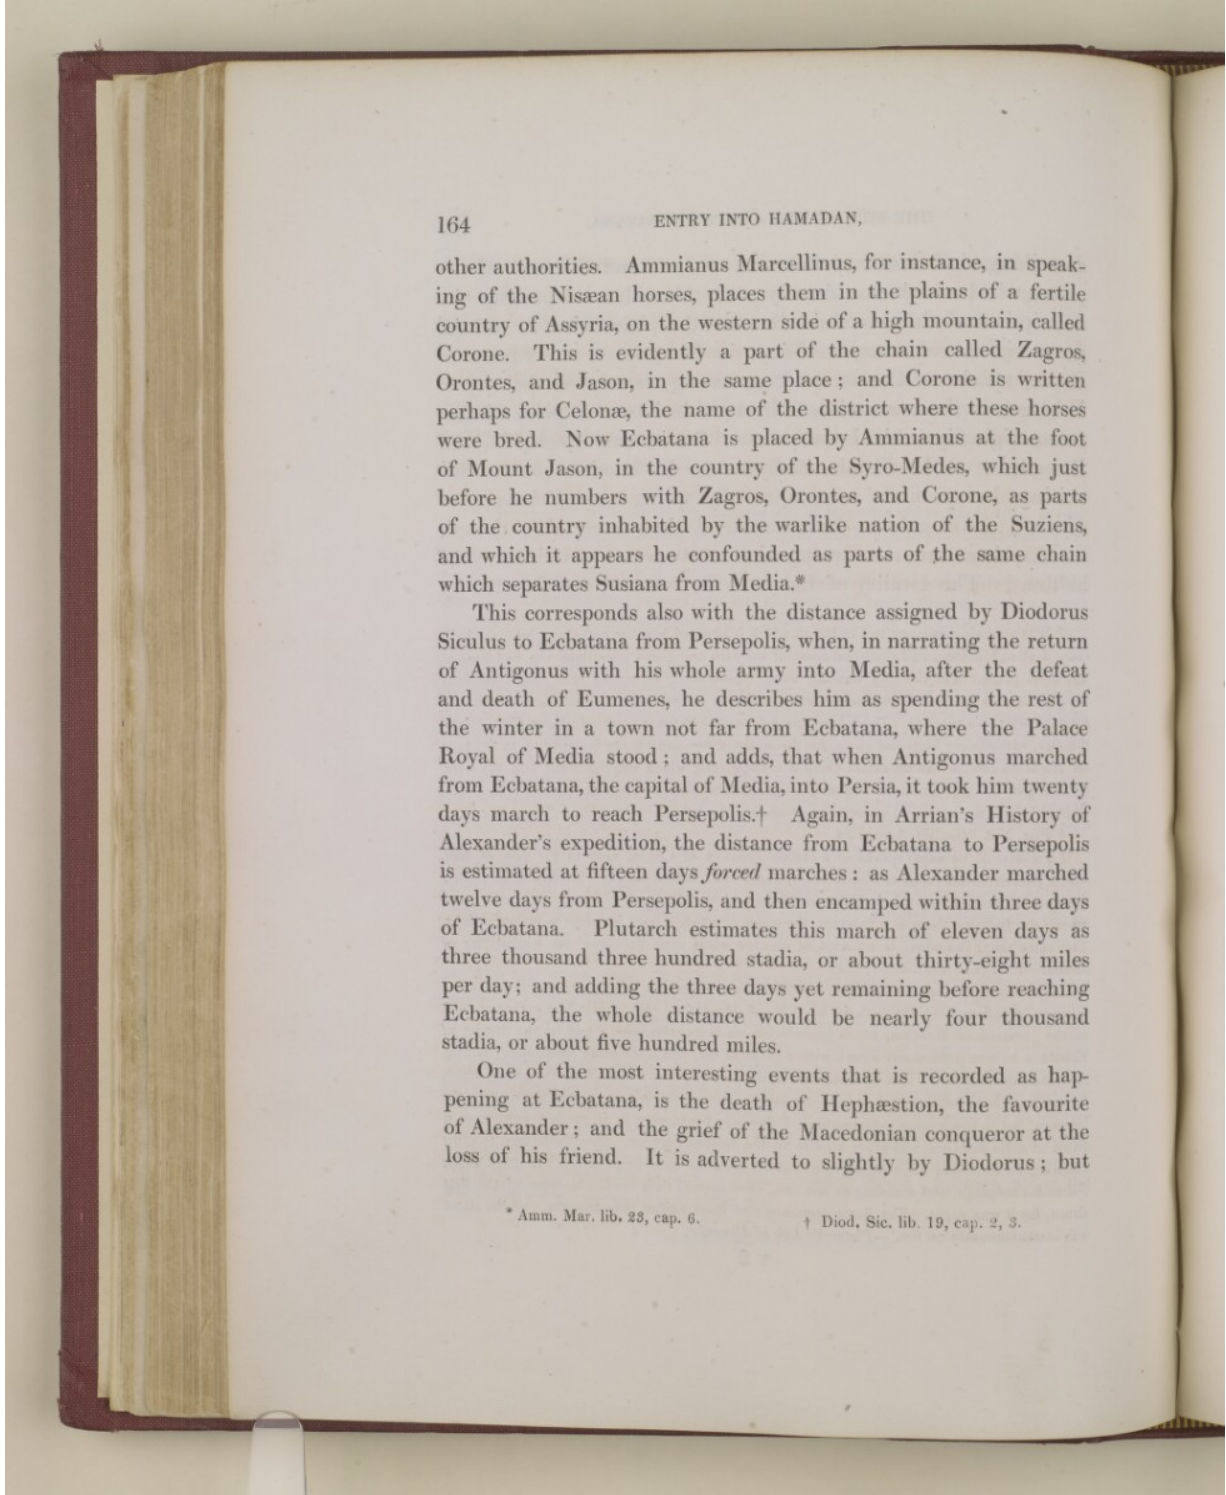 164
ENTRY INTO HAMADAN,
other authorities. Ammianus Marcellinus, for instance, in speak-
ing of the Nisæan horses, places them in the plains of a fertile
country of Assyria, on the western side of a high mountain, called
Corone. This is evidently a part of the chain called Zagros,
Orontes, and Jason, in the same place; and Corone is written
perhaps for Celonæ, the name of the district where these horses
were bred. Now Ecbatana is placed by Ammianus at the foot
of Mount Jason, in the country of the Syro-Medes, which just
before he numbers with Zagros, Orontes, and Corone, as parts
of the country inhabited by the warlike nation of the Suziens,
and which it appears he confounded as parts of the same chain
which separates Susiana from Media.*
This corresponds also with the distance assigned by Diodorus
Siculus to Ecbatana from Persepolis, when, in narrating the return
of Antigonus with his whole army into Media, after the defeat
and death of Eumenes, he describes him as spending the rest of
the winter in a town not far from Ecbatana, where the Palace
Royal of Media stood; and adds, that when Antigonus marched
from Ecbatana, the capital of Media, into Persia, it took him twenty
days march to reach Persepolis.† Again, in Arrian's History of
Alexander's expedition, the distance from Ecbatana to Persepolis
is estimated at fifteen days forced marches: as Alexander marched
twelve days from Persepolis, and then encamped within three days
of Ecbatana. Plutarch estimates this march of eleven days as
three thousand three hundred stadia, or about thirty-eight miles
per day; and adding the three days yet remaining before reaching
Ecbatana, the whole distance would be nearly four thousand
stadia, or about five hundred miles.
One of the most interesting events that is recorded as hap-
pening at Ecbatana, is the death of Hephæstion, the favourite
of Alexander; and the grief of the Macedonian conqueror at the
loss of his friend. It is adverted to slightly by Diodorus; but
* Amm. Mar. lib. 23, cap. 6.
† Diod. Sic. lib. 19, cap. 2, 3.